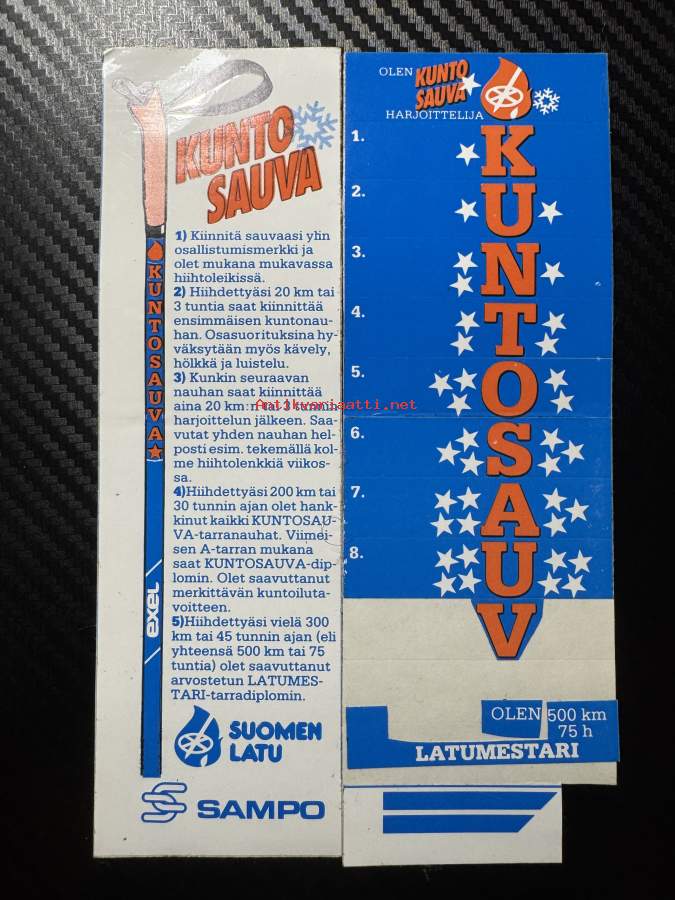 KUNTO
SAUVA
1) Kiinnitä sauvaasi ylin
osallistumismerkki ja
olet mukana mukavassa
hiihtoleikissä.
2) Hiihdettyäsi 20 km tai
3 tuntia saat kiinnittää
ensimmäisen kuntonau-
han. Osasuorituksina hy-
väksytään myös kävely,
hölkkä ja luistelu.
3) Kunkin seuraavan
nauhan saat kiinnittää
aina 20 km:n tai 3 tunnin
harjoittelun jälkeen. Saa-
vutat yhden nauhan hel-
posti esim. tekemällä kol-
me hiihtolenkkiä viikos-
sa.
4)Hiihdettyäsi 200 km tai
30 tunnin ajan olet hank-
kinut kaikki KUNTOSAU-
VA-tarranauhat. Viimei-
sen A-tarran mukana
saat KUNTOSAUVA-dip-
lomin. Olet saavuttanut
merkittävän kuntoiluta-
voitteen.
5)Hiihdettyäsi vielä 300
km tai 45 tunnin ajan (eli
yhteensä 500 km tai 75
tuntia) olet saavuttanut
arvostetun LATUMES-
TARI-tarradiplomin.
KUNTOSAUVA
exel
SUOMEN
LATU
SAMPO
OLEN KUNTO
SAUVA
HARJOITTELIJA
1.
2.
3.
4.
5.
6.
7.
8.
KUNTOSAUV
OLEN 500 km
75 h
LATUMESTARI
Antikvariaatti.net